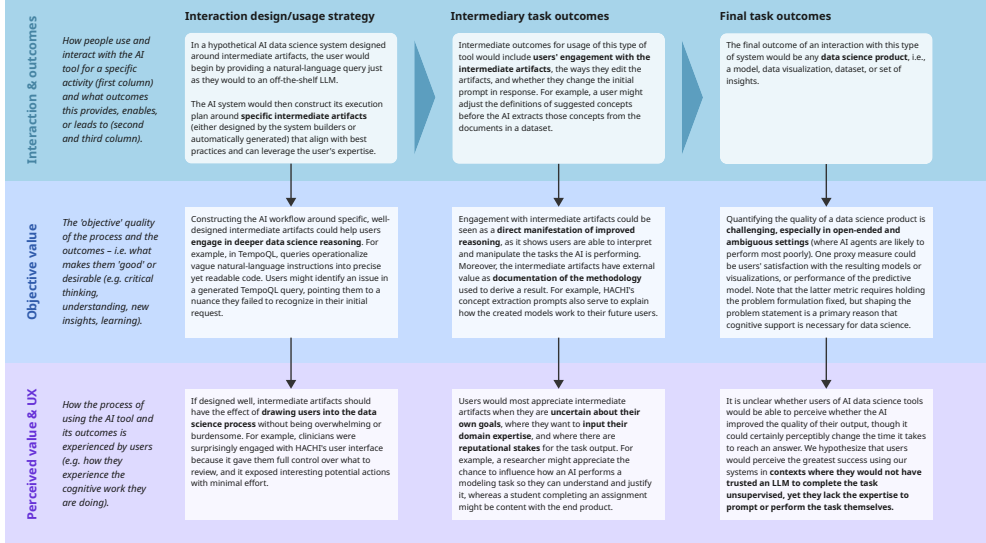 Interaction design/usage strategy
Intermediary task outcomes
Final task outcomes
Interaction & outcomes
How people use and
interact with the AI
tool for a specific
activity (first column)
and what outcomes
this provides, enables,
or leads to (second
and third column).
In a hypothetical AI data science system designed
around intermediary artifacts, the user would
begin by providing a natural-language query just
as they would to an off-the-shelf LLM.
The AI system would then construct its execution
plan around specific intermediate artifacts
(either designed by the system builders or
automatically generated) that align with best
practices and can leverage the user's expertise.
Intermediate outcomes for usage of this type of
tool would include users' engagement with the
intermediate artifacts, the ways they edit the
artifacts, and whether they change the initial
prompt in response. For example, a user might
adjust the definitions of suggested concepts
before the AI extracts those concepts from the
documents in a dataset.
The final outcome of an interaction with this type
of system would be any data science product, i.e.,
a model, data visualization, dataset, or set of
insights.
Objective value
The 'objective' quality
of the process and the
outcomes – i.e. what
makes them 'good' or
desirable (e.g. critical
thinking,
understanding, new
insights, learning).
Constructing the AI workflow around specific, well-
designed intermediate artifacts could help users
engage in deeper data science reasoning. For
example, in TempoQL, queries operationalize
vague natural-language instructions into precise
yet readable code. Users might identify an issue in
a generated TempoQL query, pointing them to a
nuance they failed to recognize in their initial
request.
Engagement with intermediate artifacts could be
seen as a direct manifestation of improved
reasoning, as it shows users are able to interpret
and manipulate the tasks the AI is performing.
Moreover, the intermediate artifacts have external
value as documentation of the methodology
used to derive a result. For example, HACHI's
concept extraction prompts also serve to explain
how the created models work to their future users.
Quantifying the quality of a data science product is
challenging, especially in open-ended and
ambiguous settings (where AI agents are likely to
perform most poorly). One proxy measure could
be users' satisfaction with the resulting models or
visualizations, or performance of the predictive
model. Note that the latter metric requires holding
the problem formulation fixed, but shaping the
problem statement is a primary reason that
cognitive support is necessary for data science.
Perceived value & UX
How the process of
using the AI tool and
its outcomes is
experienced by users
(e.g. how they
experience the
cognitive work they
are doing).
If designed well, intermediate artifacts should
have the effect of drawing users into the data
science process without being overwhelming or
burdensome. For example, clinicians were
surprisingly engaged with HACHI's user interface
because it gave them full control over what to
review, and it exposed interesting potential actions
with minimal effort.
Users would most appreciate intermediate
artifacts when they are uncertain about their
own goals, where they want to input their
domain expertise, and where there are
reputational stakes for the task output. For
example, a researcher might appreciate the
chance to influence how an AI performs a
modeling task so they can understand and justify
it, whereas a student completing an assignment
might be content with the end product.
It is unclear whether users of AI data science tools
would be able to perceive whether the AI
improved the quality of their output, though it
could certainly perceptibly change the time it takes
to reach an answer. We hypothesize that users
would perceive the greatest success using our
systems in contexts where they would not have
trusted an LLM to complete the task
unsupervised, yet they lack the expertise to
prompt or perform the task themselves.